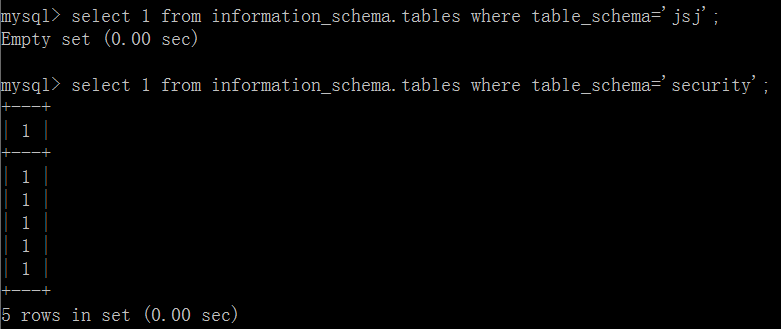 mysql> select 1 from information_schema.tables where table_schema='jsj';
Empty set (0.00 sec)
mysql> select 1 from information_schema.tables where table_schema='security';
+---+
| 1 |
+---+
| 1 |
| 1 |
| 1 |
| 1 |
| 1 |
+---+
5 rows in set (0.00 sec)